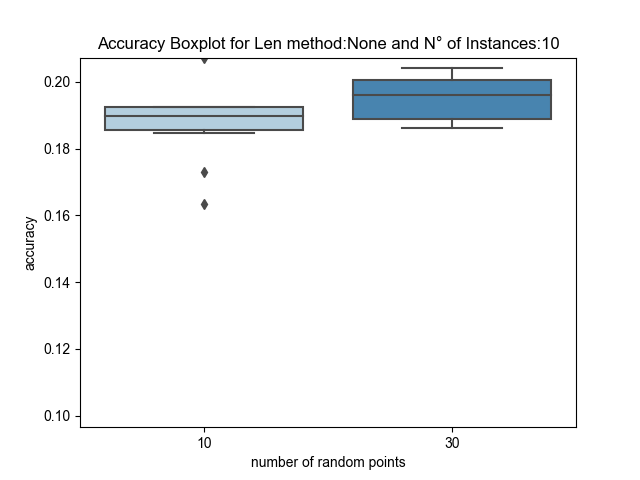 Accuracy Boxplot for Len method:None and N° of Instances:10
0.20
0.18
0.16
0.14
0.12
0.10
accuracy
10
30
number of random points